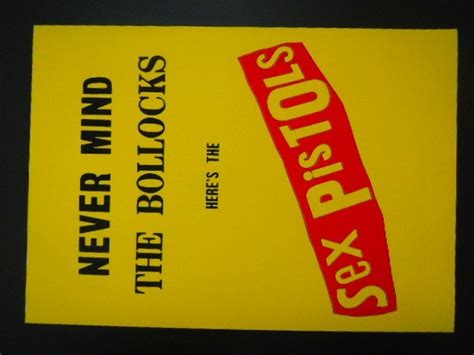 NEVER MIND
THE BOLLOCKS
HERE'S THE
Sex PisTOLs